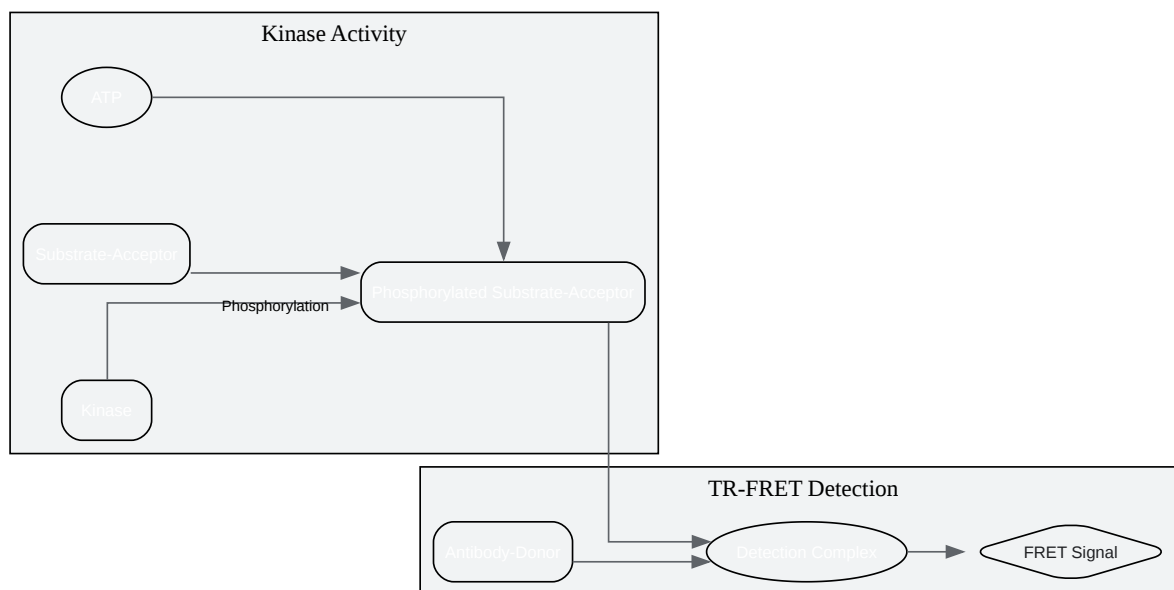 Kinase Activity
ATP
Substrate-Acceptor
Phosphorylated Substrate-Acceptor
Phosphorylation
Kinase
TR-FRET Detection
Antibody-Donor
Detection Complex
FRET Signal